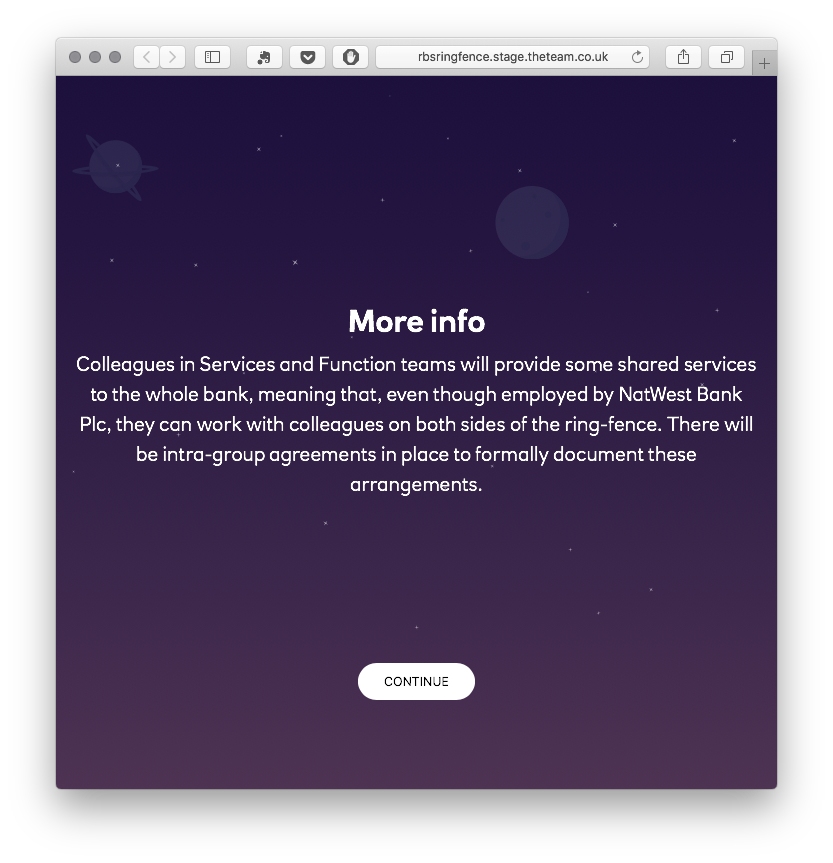 rbsringfence.stage.theteam.co.uk
More info
Colleagues in Services and Function teams will provide some shared services
to the whole bank, meaning that, even though employed by NatWest Bank
Plc, they can work with colleagues on both sides of the ring-fence. There will
be intra-group agreements in place to formally document these
arrangements.
CONTINUE